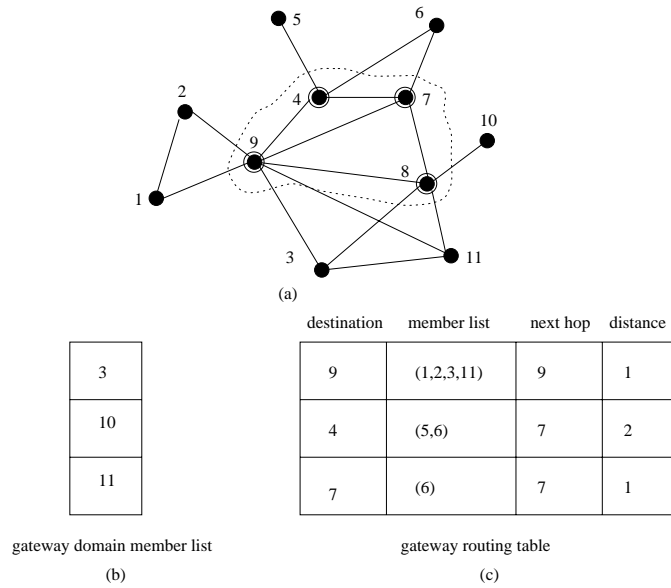 5
6
2
4
7
10
9
8
1
3
11
(a)
destination member list next hop distance
3
10
11
9 (1,2,3,11) 9 1
4 (5,6) 7 2
7 (6) 7 1
gateway domain member list
gateway routing table
(b)
(c)